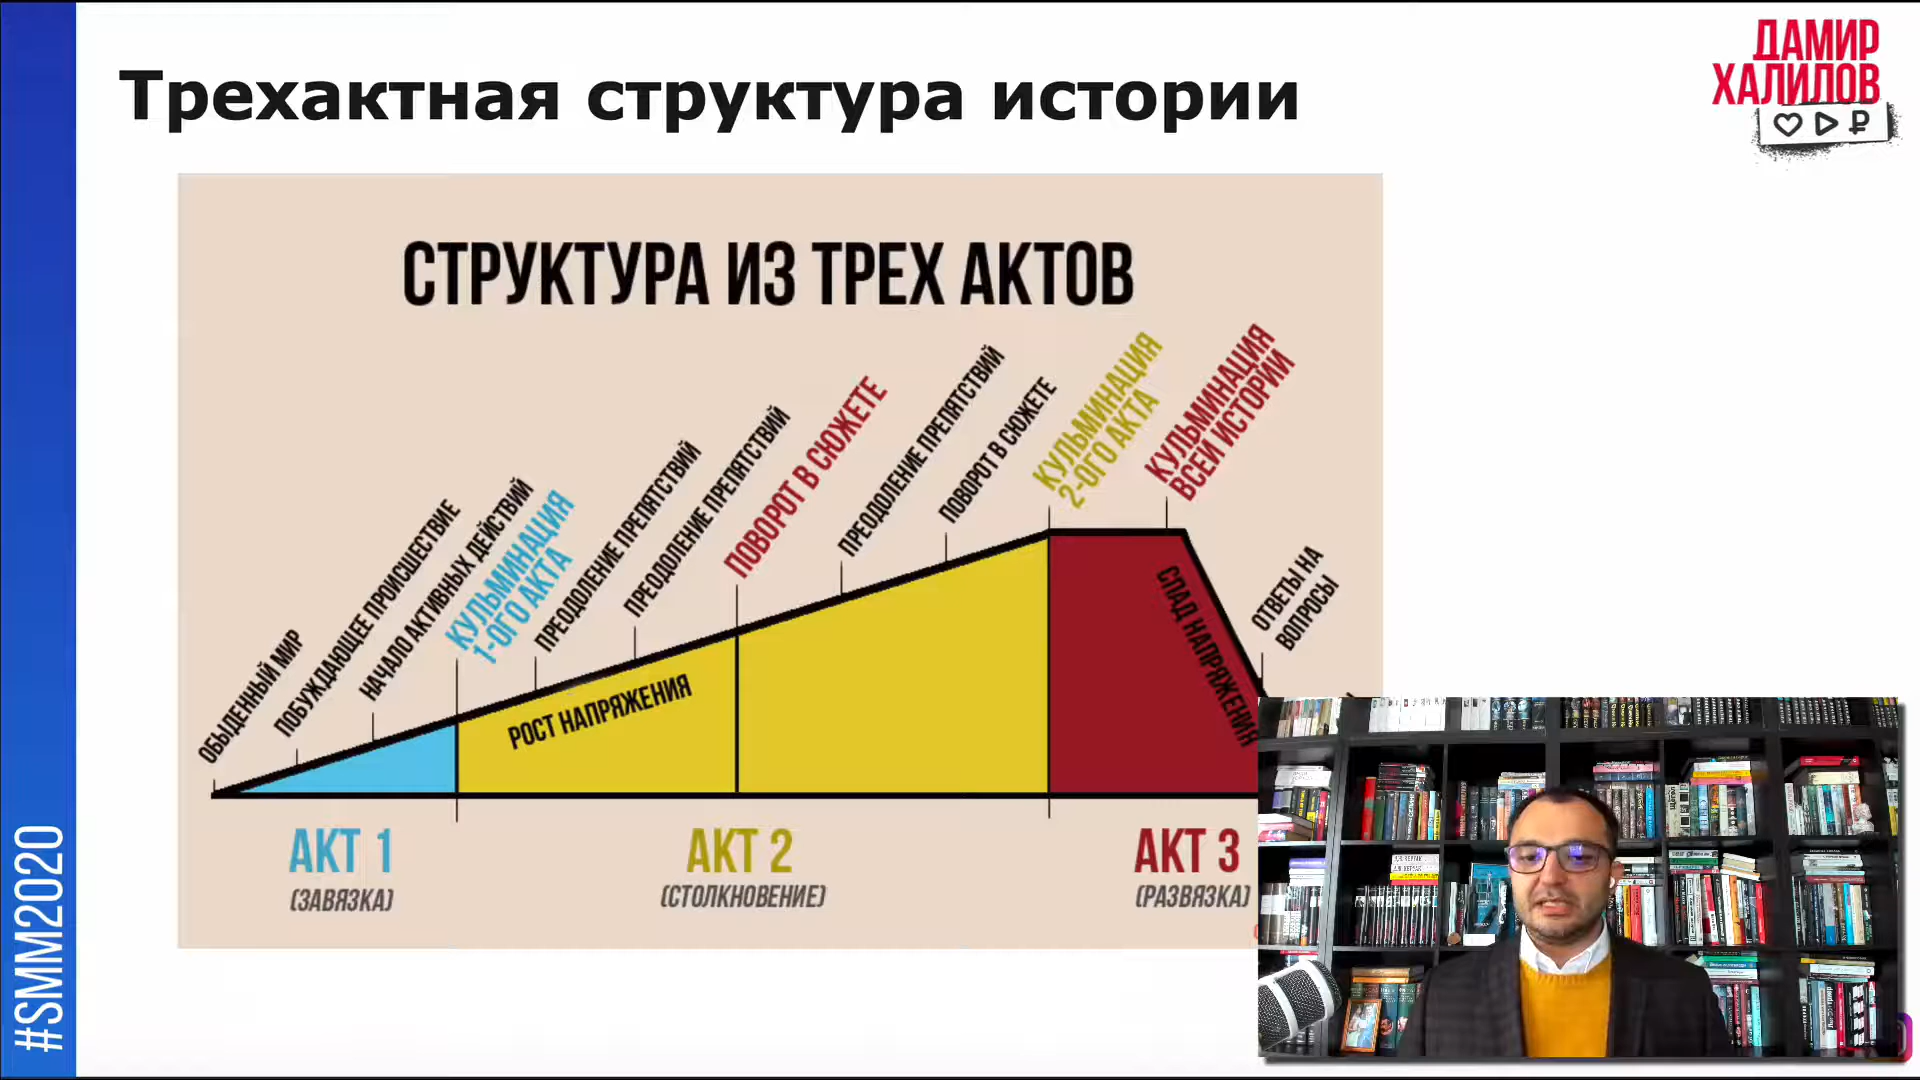 Трехактная структура истории
ДАМИР
ХАЛИЛОВ
СТРУКТУРА ИЗ ТРЕХ АКТОВ
ОБЫДЕННЫЙ МИР
ПОБУЖДАЮЩЕЕ ПРОИСШЕСТВИЕ
НАЧАЛО АКТИВНЫХ ДЕЙСТВИЙ
КУЛЬМИНАЦИЯ
1-ОГО АКТА
ПРЕОДОЛЕНИЕ ПРЕПЯТСТВИЙ
ПРЕОДОЛЕНИЕ ПРЕПЯТСТВИЙ
ПОВОРОТ В СЮЖЕТЕ
ПРЕОДОЛЕНИЕ ПРЕПЯТСТВИЙ
ПОВОРОТ В СЮЖЕТЕ
КУЛЬМИНАЦИЯ
2-ОГО АКТА
КУЛЬМИНАЦИЯ
ВСЕЙ ИСТОРИИ
ОТВЕТЫ НА
ВОПРОСЫ
РОСТ НАПРЯЖЕНИЯ
СПАД НАПРЯЖЕНИЯ
АКТ 1
(ЗАВЯЗКА)
АКТ 2
(СТОЛКНОВЕНИЕ)
АКТ 3
(РАЗВЯЗКА)
#SMM2020